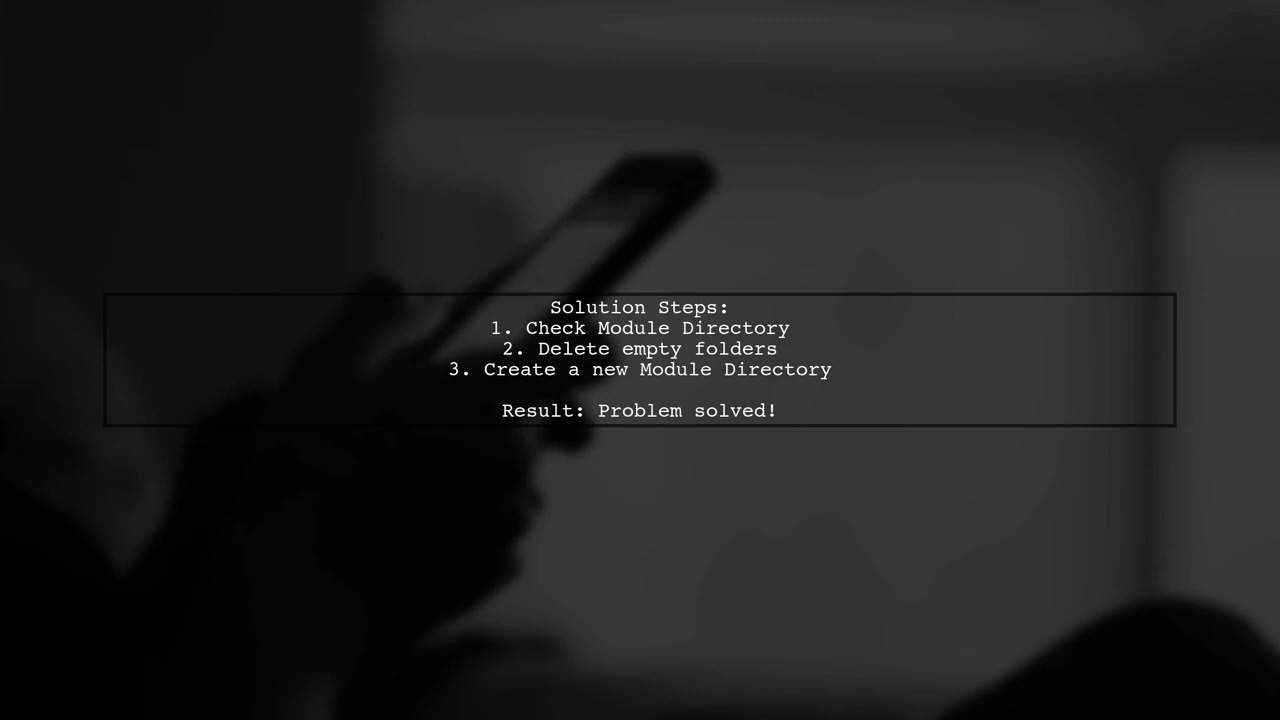 Solution Steps:
1. Check Module Directory
2. Delete empty folders
3. Create a new Module Directory
Result: Problem solved!